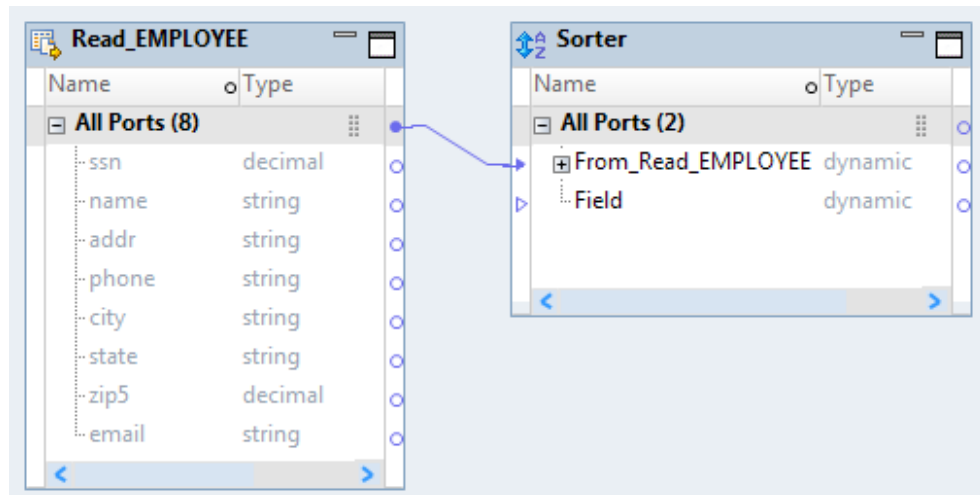 Read_EMPLOYEE
Name Type
All Ports (8)
ssn decimal
name string
addr string
phone string
city string
state string
zip5 decimal
email string
A
Z
Sorter
Name Type
All Ports (2)
From_Read_EMPLOYEE dynamic
Field dynamic